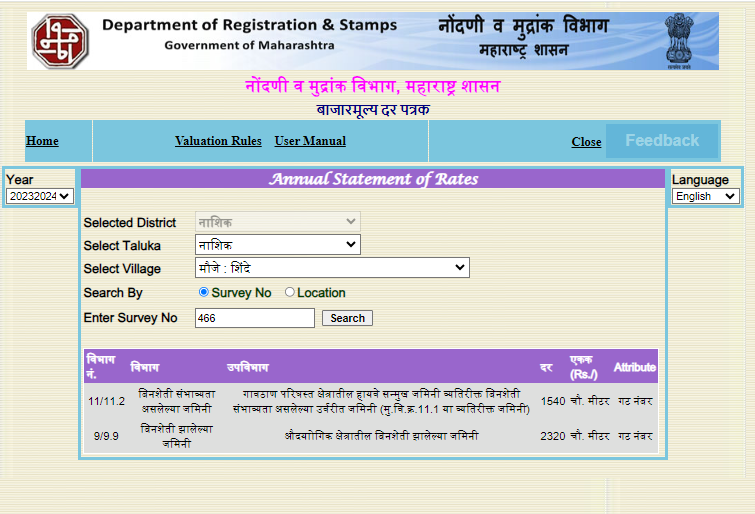 Department of Registration & Stamps
Government of Maharashtra
नोंदणी व मुद्रांक विभाग
महाराष्ट्र शासन
नोंदणी व मुद्रांक विभाग, महाराष्ट्र शासन
बाजारमूल्य दर पत्रक
Home Valuation Rules User Manual Close Feedback
Year
20232024
Annual Statement of Rates
Language
English
Selected District नाशिक
Select Taluka नाशिक
Select Village मौजे : शिंदे
Search By Survey No Location
Enter Survey No 466 Search
विभाग नं. विभाग उपविभाग दर एकक (Rs./) Attribute
11/11.2 बिनशेती संभाव्यता असलेल्या जमिनी गावठाण परिघस्त क्षेत्रातील हायवे सन्मुख जमिनी व्यतिरीक्त बिनशेती संभाव्यता असलेल्या उर्वरीत जमिनी (मु.वि.क्र.11.1 या व्यतिरीक्त जमिनी) 1540 चौ. मीटर गट नंबर
9/9.9 बिनशेती झालेल्या जमिनी औदयोगिक क्षेत्रातील बिनशेती झालेल्या जमिनी 2320 चौ. मीटर गट नंबर